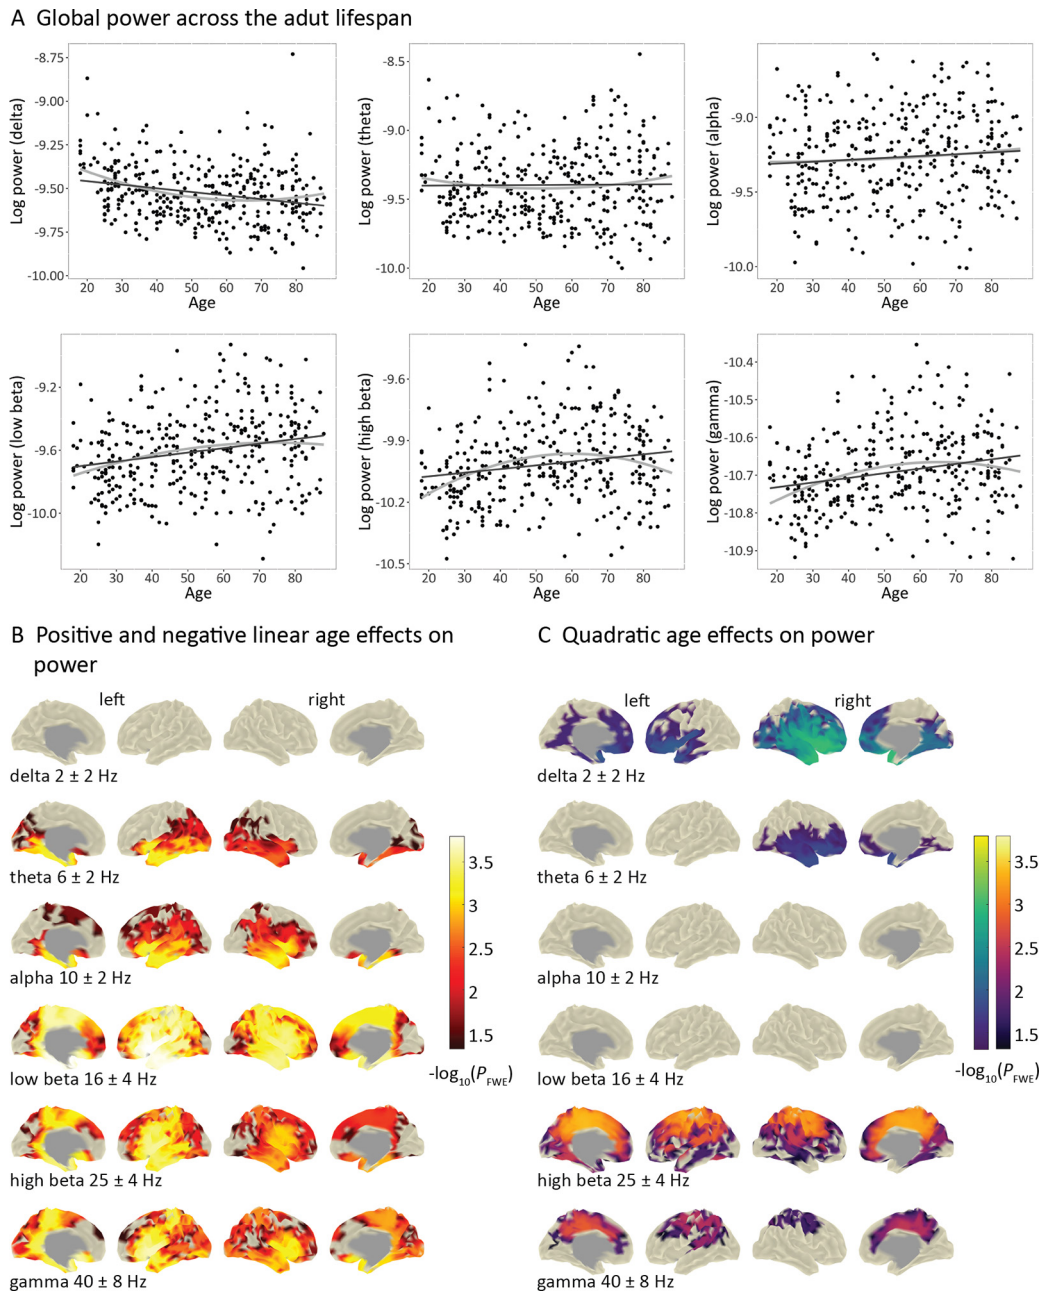 A Global power across the adut lifespan
Log power (delta)
-8.75
-9.00
-9.25
-9.50
-9.75
-10.00
20 30 40 50 60 70 80
Age
Log power (theta)
-8.5
-9.0
-9.5
-10.0
20 30 40 50 60 70 80
Age
Log power (alpha)
-9.0
-9.5
-10.0
20 30 40 50 60 70 80
Age
Log power (low beta)
-9.2
-9.6
-10.0
20 30 40 50 60 70 80
Age
Log power (high beta)
-9.6
-9.9
-10.2
-10.5
20 30 40 50 60 70 80
Age
Log power (gamma)
-10.4
-10.5
-10.6
-10.7
-10.8
-10.9
20 30 40 50 60 70 80
Age
B Positive and negative linear age effects on
power
left right
delta 2 ± 2 Hz
theta 6 ± 2 Hz
alpha 10 ± 2 Hz
low beta 16 ± 4 Hz
high beta 25 ± 4 Hz
gamma 40 ± 8 Hz
3.5
3
2.5
2
1.5
-log10(PFWE)
C Quadratic age effects on power
left right
delta 2 ± 2 Hz
theta 6 ± 2 Hz
alpha 10 ± 2 Hz
low beta 16 ± 4 Hz
high beta 25 ± 4 Hz
gamma 40 ± 8 Hz
3.5
3
2.5
2
1.5
-log10(PFWE)